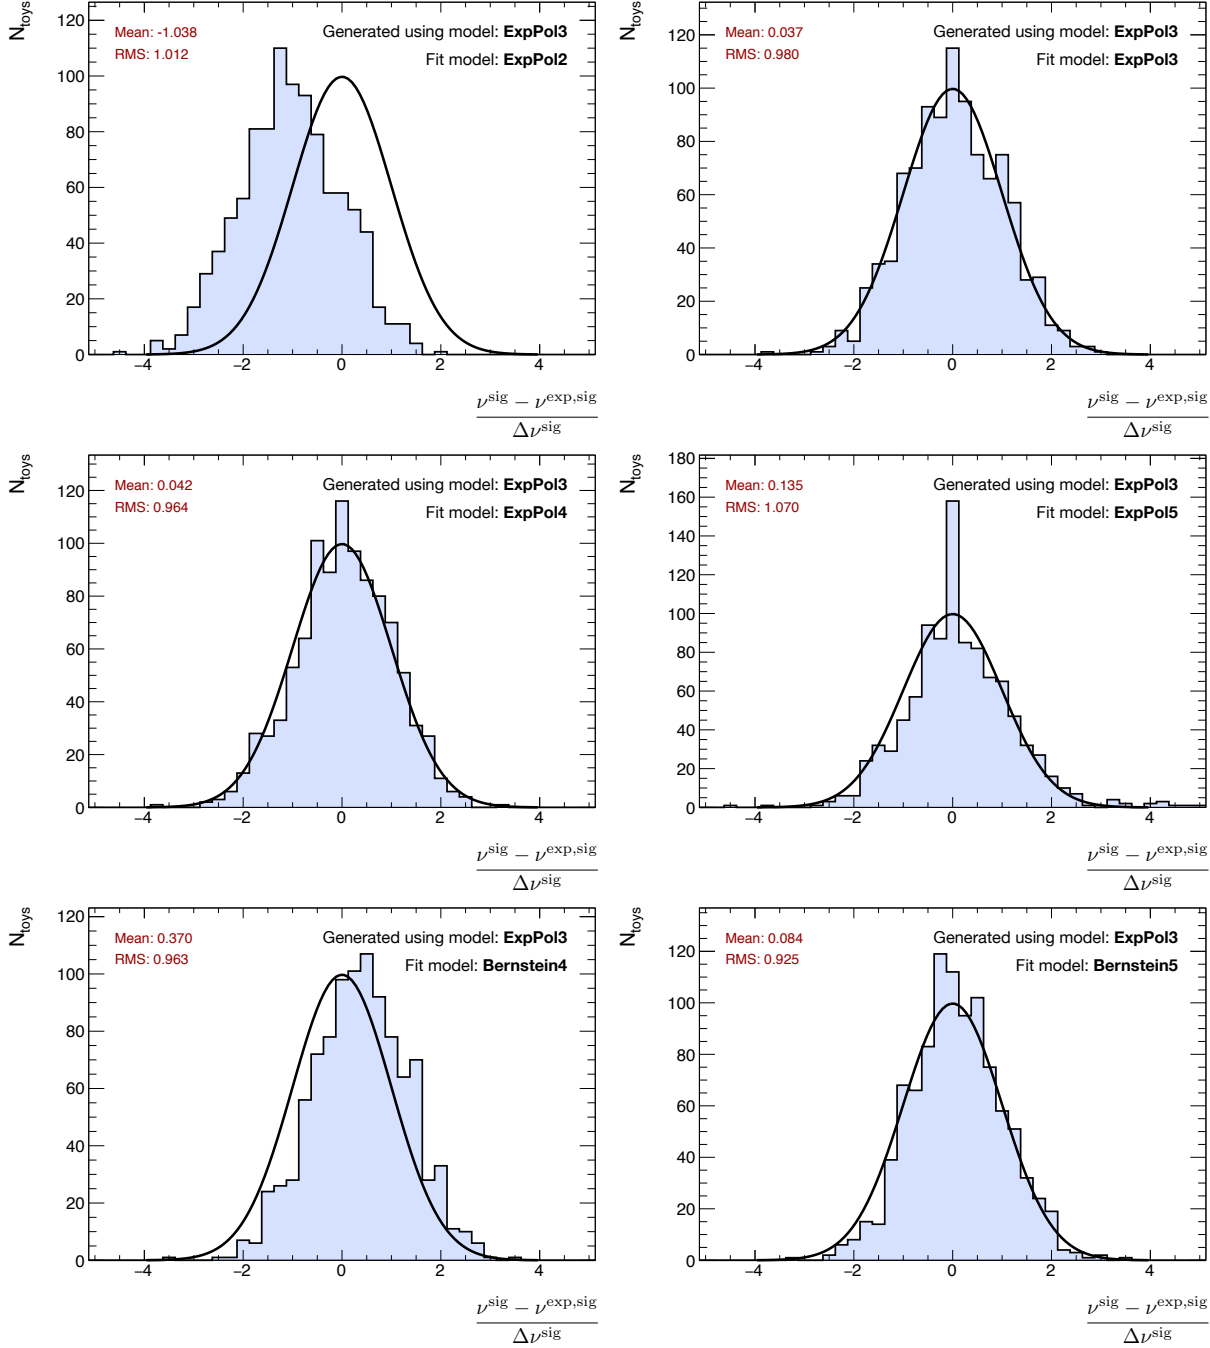 N_toys
120
100
80
60
40
20
0
Mean: -1.038
RMS: 1.012
Generated using model: ExpPol3
Fit model: ExpPol2
−4 −2 0 2 4
ν^sig − ν^exp,sig
Δν^sig
N_toys
120
100
80
60
40
20
0
Mean: 0.037
RMS: 0.980
Generated using model: ExpPol3
Fit model: ExpPol3
−4 −2 0 2 4
ν^sig − ν^exp,sig
Δν^sig
N_toys
120
100
80
60
40
20
0
Mean: 0.042
RMS: 0.964
Generated using model: ExpPol3
Fit model: ExpPol4
−4 −2 0 2 4
ν^sig − ν^exp,sig
Δν^sig
N_toys
180
160
140
120
100
80
60
40
20
0
Mean: 0.135
RMS: 1.070
Generated using model: ExpPol3
Fit model: ExpPol5
−4 −2 0 2 4
ν^sig − ν^exp,sig
Δν^sig
N_toys
120
100
80
60
40
20
0
Mean: 0.370
RMS: 0.963
Generated using model: ExpPol3
Fit model: Bernstein4
−4 −2 0 2 4
ν^sig − ν^exp,sig
Δν^sig
N_toys
120
100
80
60
40
20
0
Mean: 0.084
RMS: 0.925
Generated using model: ExpPol3
Fit model: Bernstein5
−4 −2 0 2 4
ν^sig − ν^exp,sig
Δν^sig